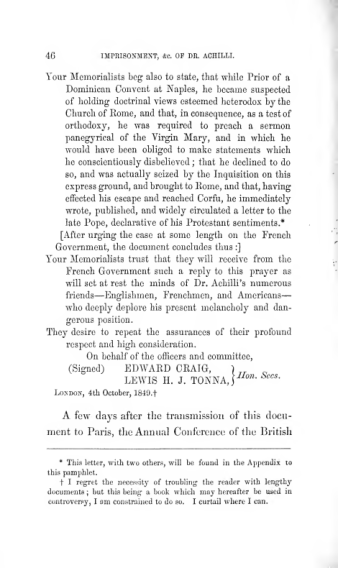 46 IMPRISONMENT, &c. OF DR. ACHILLI.
Your Memorialists beg also to state, that while Prior of a
Dominican Convent at Naples, he became suspected
of holding doctrinal views esteemed heterodox by the
Church of Rome, and that, in consequence, as a test of
orthodoxy, he was required to preach a sermon
panegyrical of the Virgin Mary, and in which he
would have been obliged to make statements which
he conscientiously disbelieved; that he declined to do
so, and was actually seized by the Inquisition on this
express ground, and brought to Rome, and that, having
effected his escape and reached Corfu, he immediately
wrote, published, and widely circulated a letter to the
late Pope, declarative of his Protestant sentiments.*
[After urging the case at some length on the French
Government, the document concludes thus:]
Your Memorialists trust that they will receive from the
French Government such a reply to this prayer as
will set at rest the minds of Dr. Achilli's numerous
friends—Englishmen, Frenchmen, and Americans—
who deeply deplore his present melancholy and dan-
gerous position.
They desire to repeat the assurances of their profound
respect and high consideration.
On behalf of the officers and committee,
(Signed) EDWARD CRAIG,
LEWIS H. J. TONNA, } Hon. Secs.
LONDON, 4th October, 1849.†
A few days after the transmission of this docu-
ment to Paris, the Annual Conference of the British
* This letter, with two others, will be found in the Appendix to
this pamphlet.
† I regret the necessity of troubling the reader with lengthy
documents; but this being a book which may hereafter be used in
controversy, I am constrained to do so. I curtail where I can.